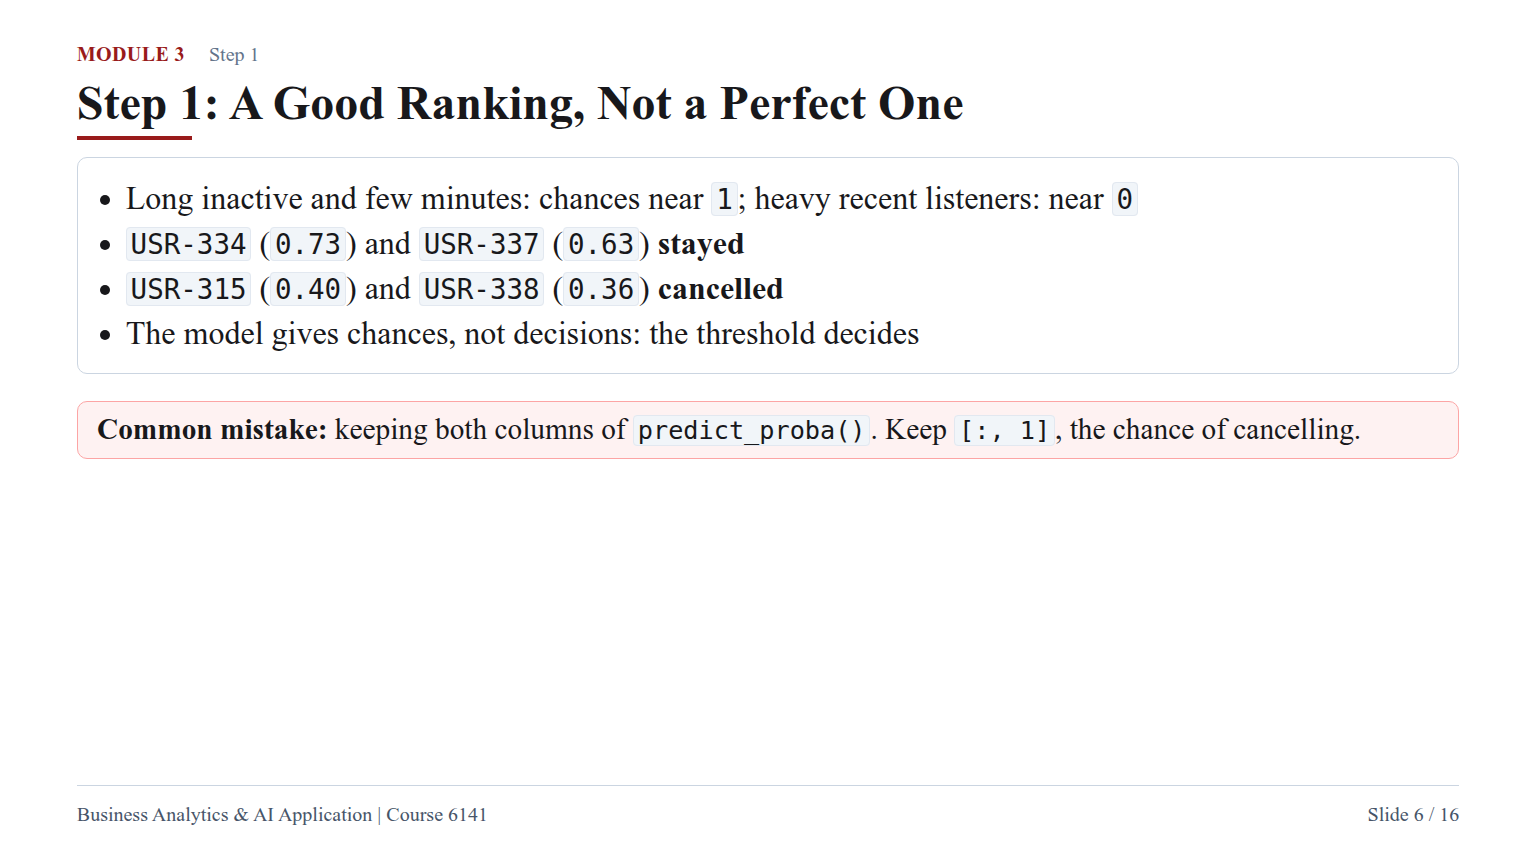 MODULE 3 Step 1
Step 1: A Good Ranking, Not a Perfect One
• Long inactive and few minutes: chances near 1; heavy recent listeners: near 0
• USR-334 (0.73) and USR-337 (0.63) stayed
• USR-315 (0.40) and USR-338 (0.36) cancelled
• The model gives chances, not decisions: the threshold decides
Common mistake: keeping both columns of predict_proba(). Keep [:, 1], the chance of cancelling.
Business Analytics & AI Application | Course 6141
Slide 6 / 16